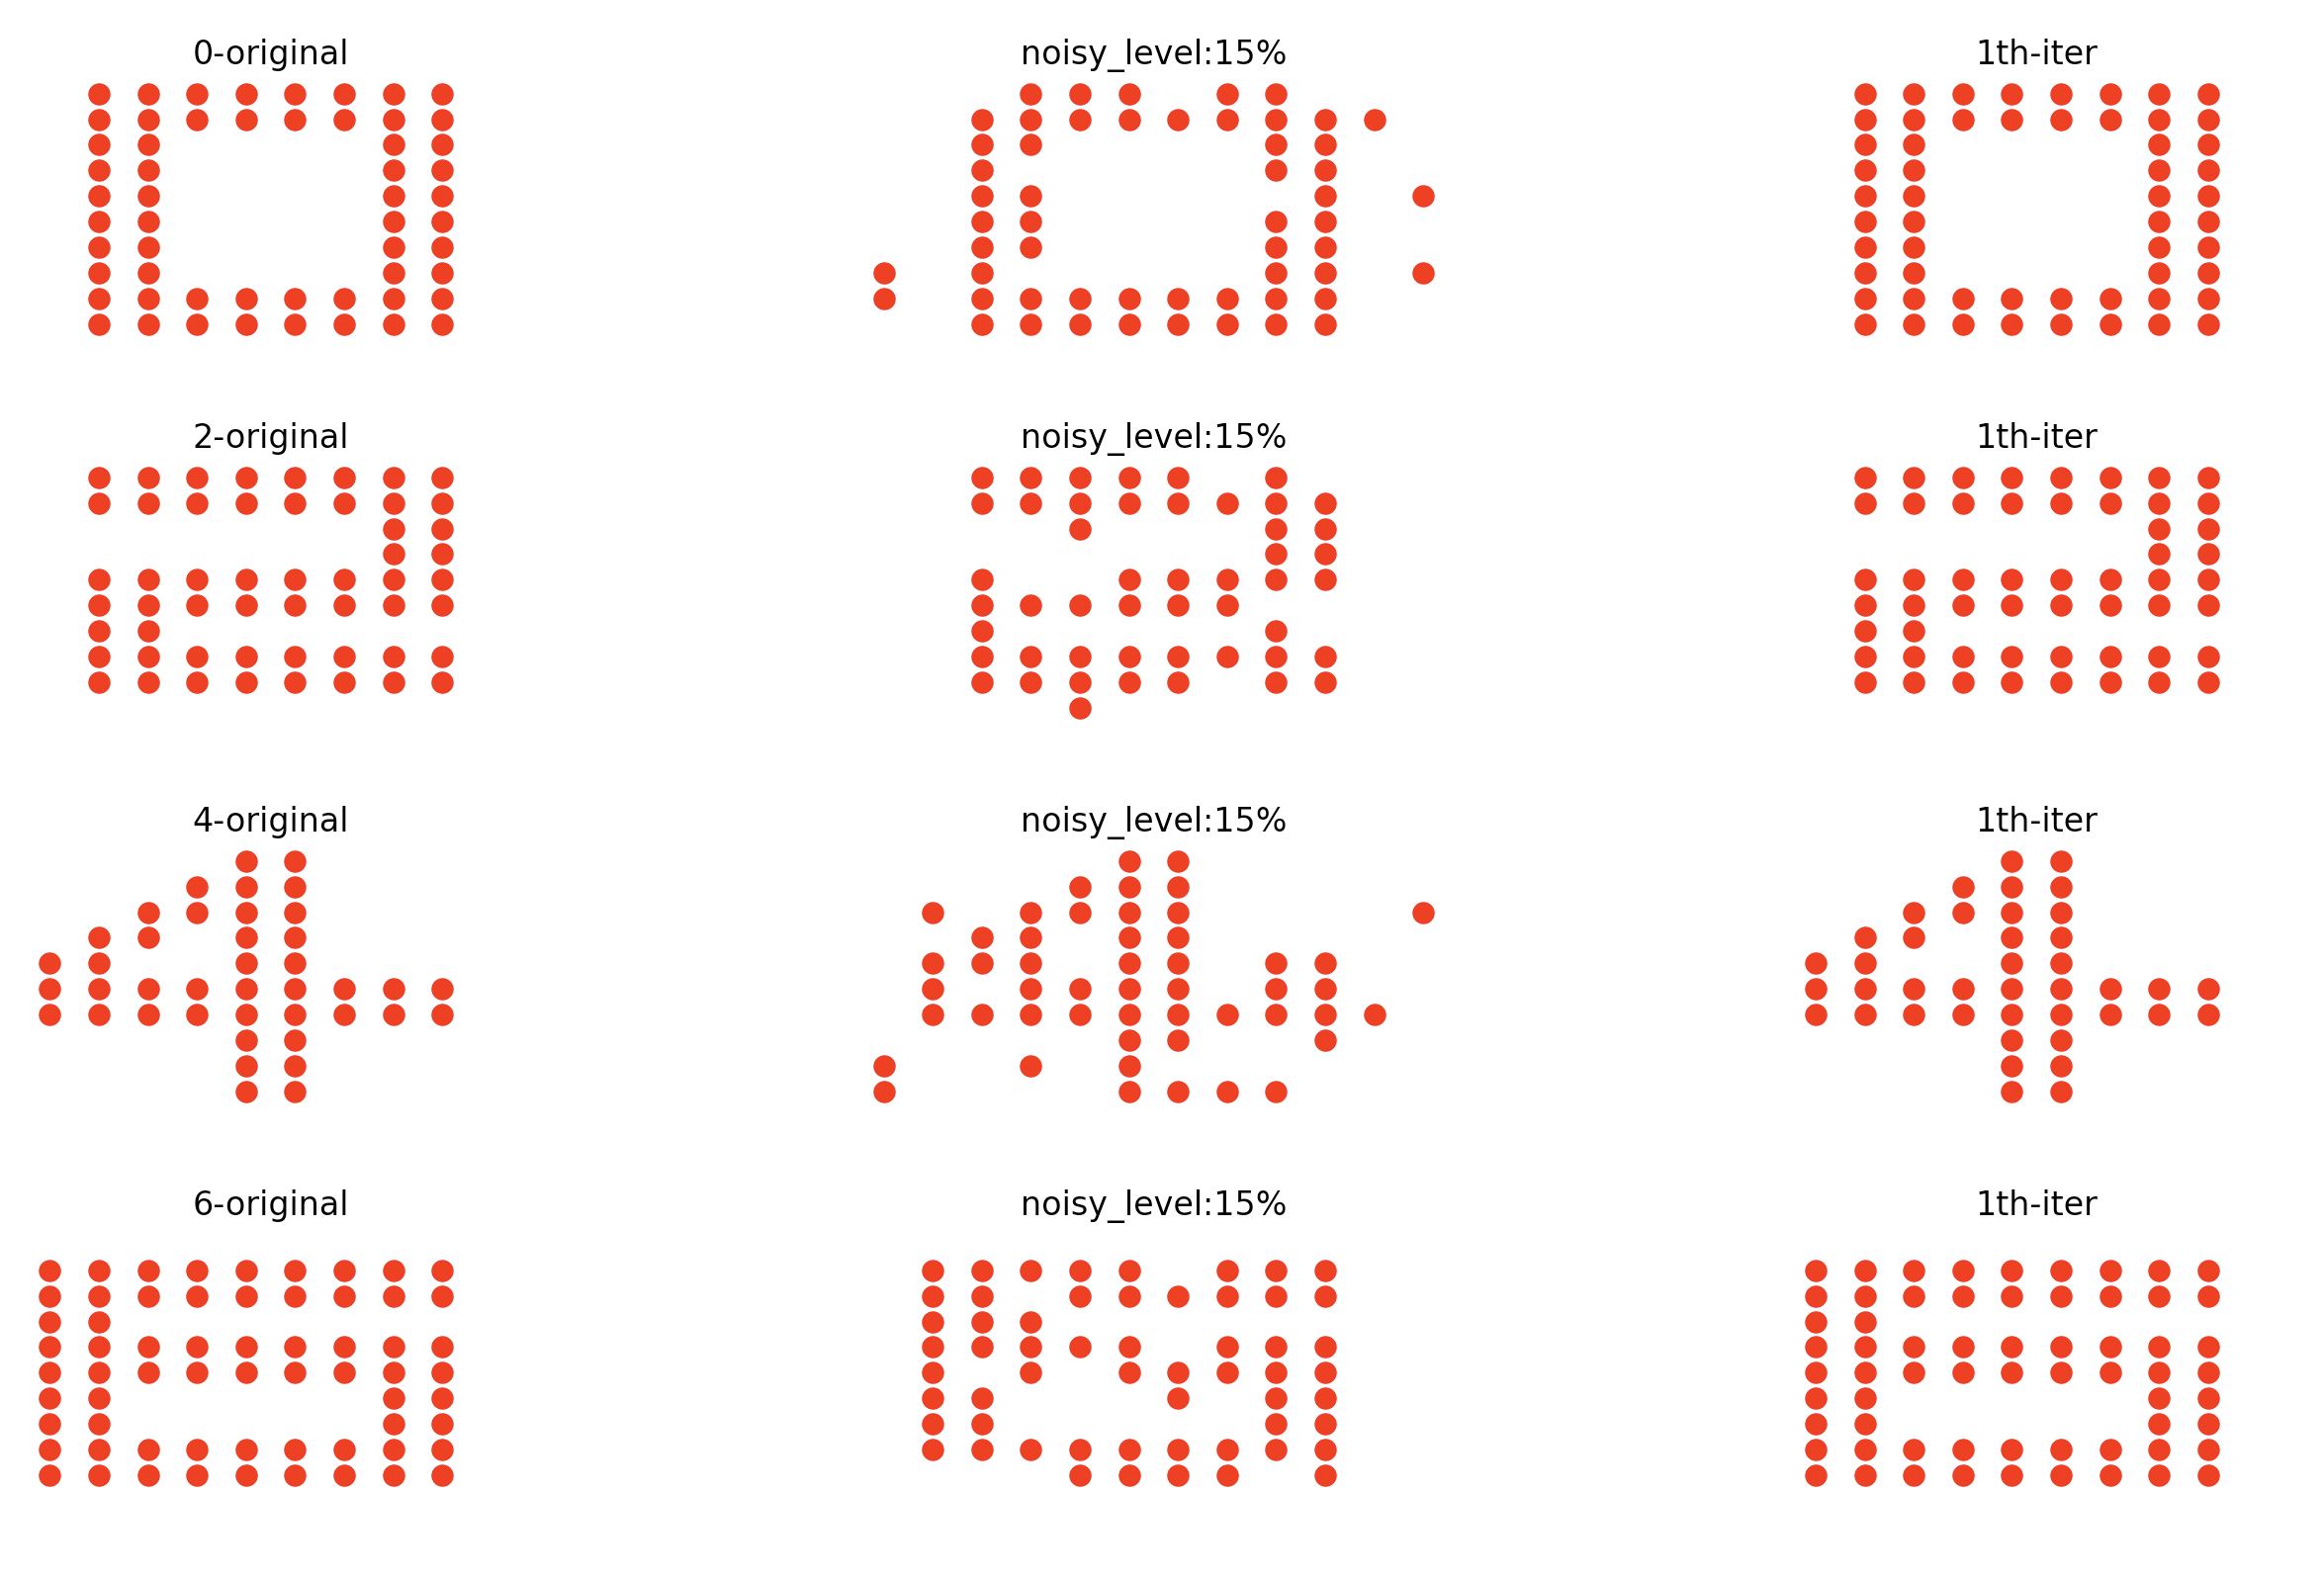 0-original noisy_level:15% 1th-iter
2-original noisy_level:15% 1th-iter
4-original noisy_level:15% 1th-iter
6-original noisy_level:15% 1th-iter